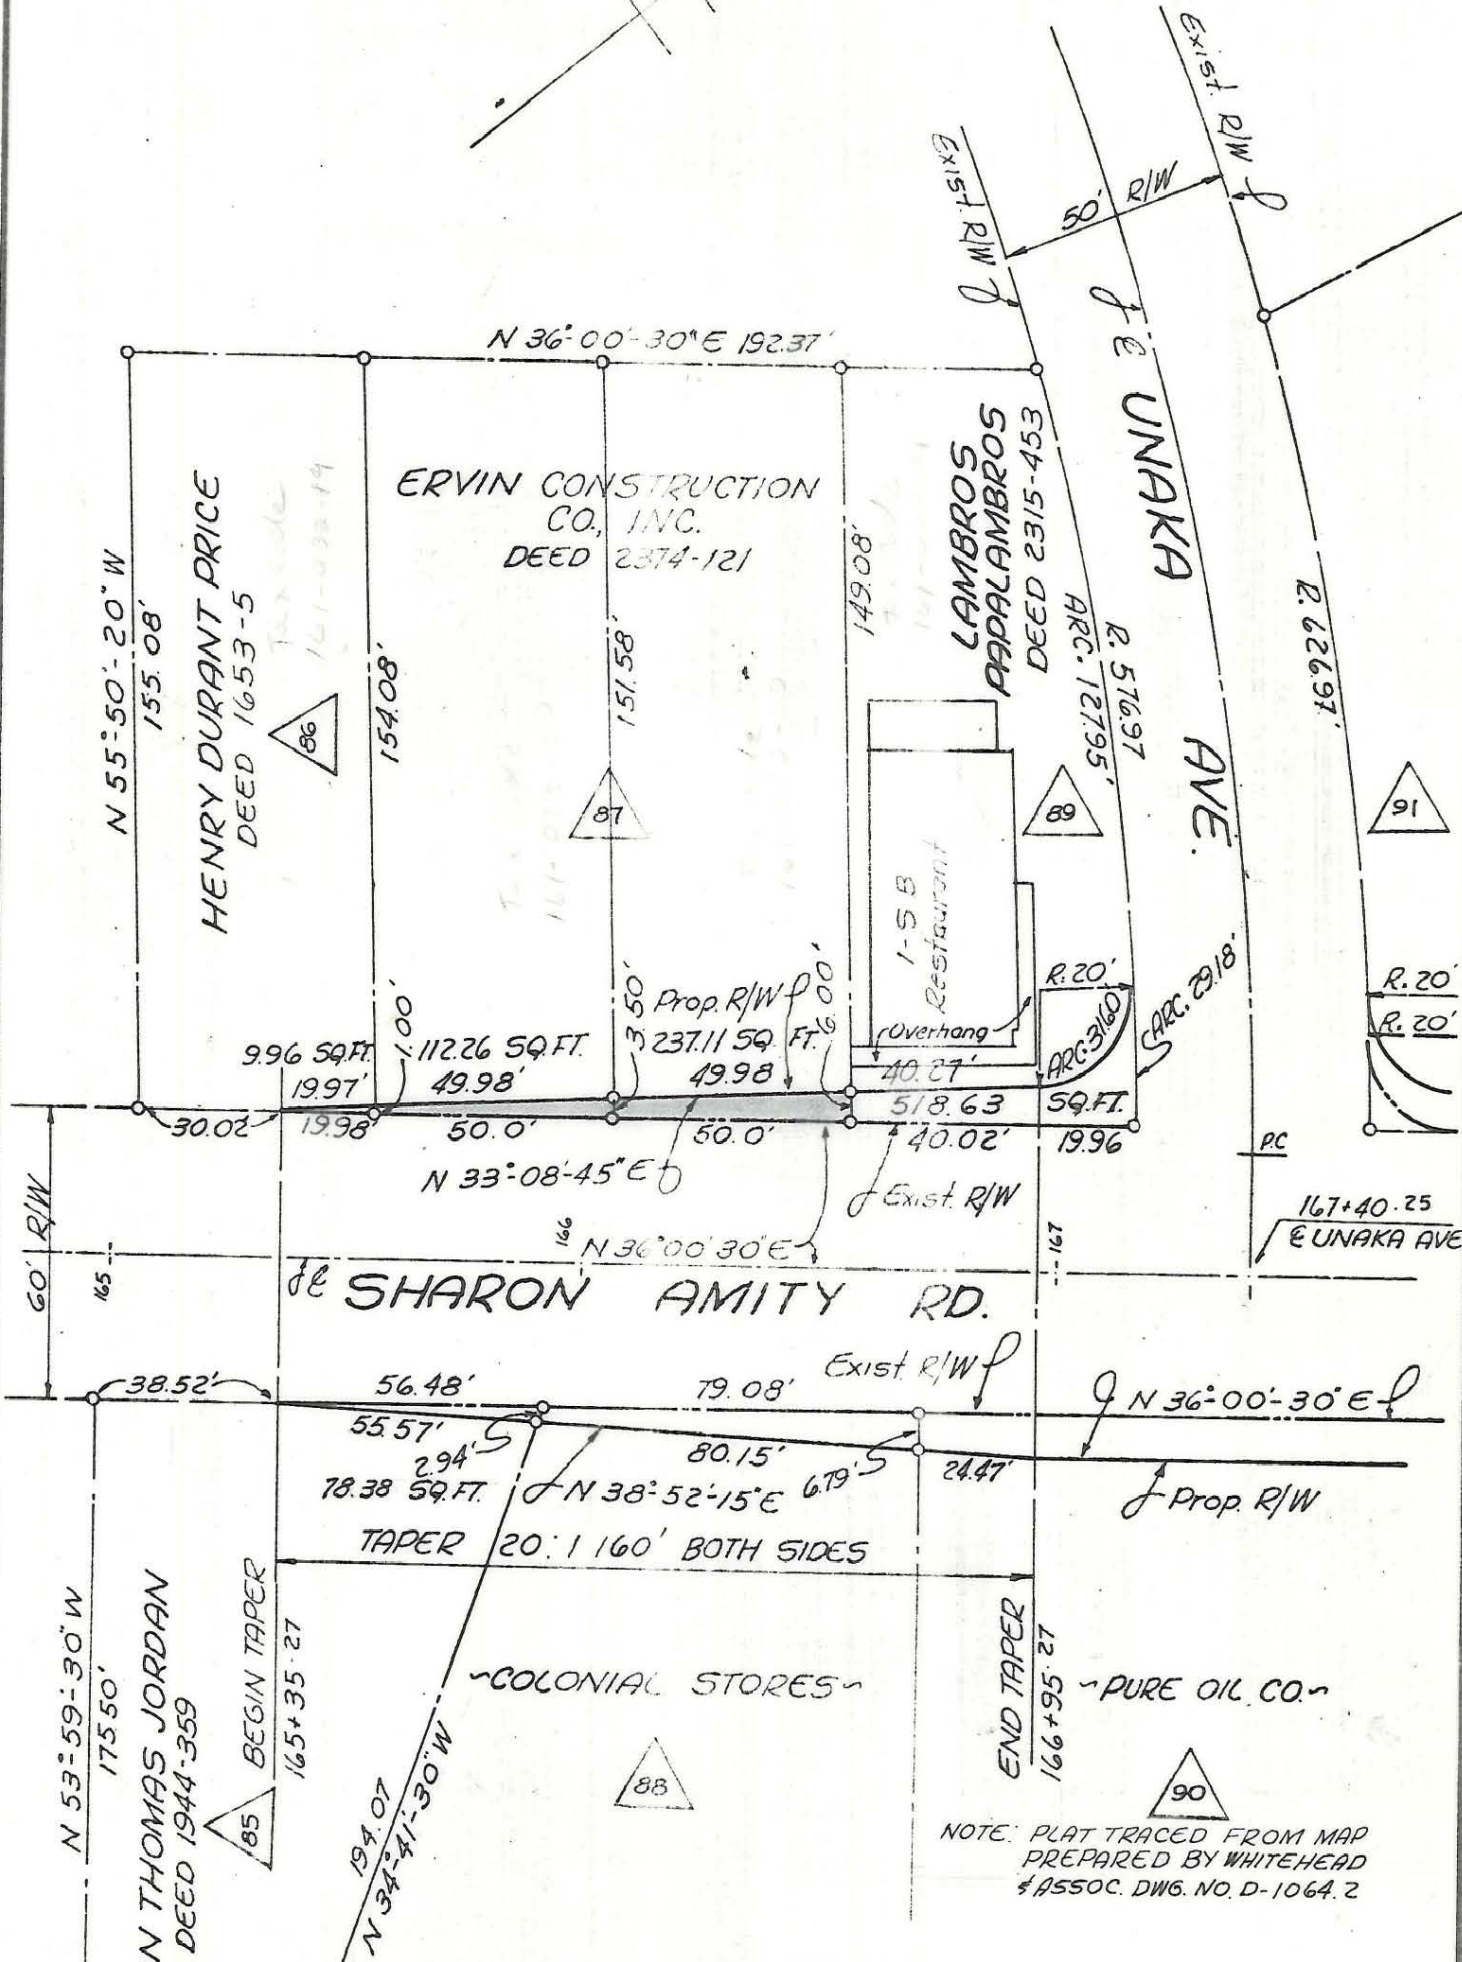 Exist. R/W
Exist. R/W
50' R/W
N 36°-00'-30" E 192.37'
℄ UNAKA AVE.
ERVIN CONSTRUCTION
CO., INC.
DEED 2374-121
LAMBROS
PAPALAMBROS
DEED 2315-453
HENRY DURANT PRICE
DEED 1653-5
N 55°-50'-20" W
155.08'
154.08'
151.58'
149.08'
R. 576.97
ARC. 127.95'
R. 626.97'
86
87
89
91
1-S B
Restaurant
Overhang
R. 20'
ARC. 31.60
ARC. 29.18'
R. 20'
R. 20'
9.96 SQ.FT.
1.00'
112.26 SQ.FT.
3.50'
Prop. R/W
237.11 SQ. FT.
6.00'
19.97'
49.98'
49.98
40.27'
518.63 SQ.FT.
30.02
19.98'
50.0'
50.0'
40.02'
19.96
N 33°-08'-45" E
Exist. R/W
P.C
167+40.25
℄ UNAKA AVE
60' R/W
165
166
N 36°00'30" E
167
℄ SHARON AMITY RD.
Exist. R/W
38.52'
56.48'
79.08'
N 36°-00'-30" E
55.57'
2.94'
80.15'
6.79'
24.47'
78.38 SQ.FT.
N 38°-52'-15" E
Prop. R/W
TAPER 20:1 160' BOTH SIDES
BEGIN TAPER
165+35.27
END TAPER
166+95.27
N 53°-59'-30" W
175.50'
N THOMAS JORDAN
DEED 1944-359
85
194.07
N 34°-41'-30" W
~COLONIAL STORES~
88
~PURE OIL CO.~
90
NOTE: PLAT TRACED FROM MAP
PREPARED BY WHITEHEAD
& ASSOC. DWG. NO. D-1064.2